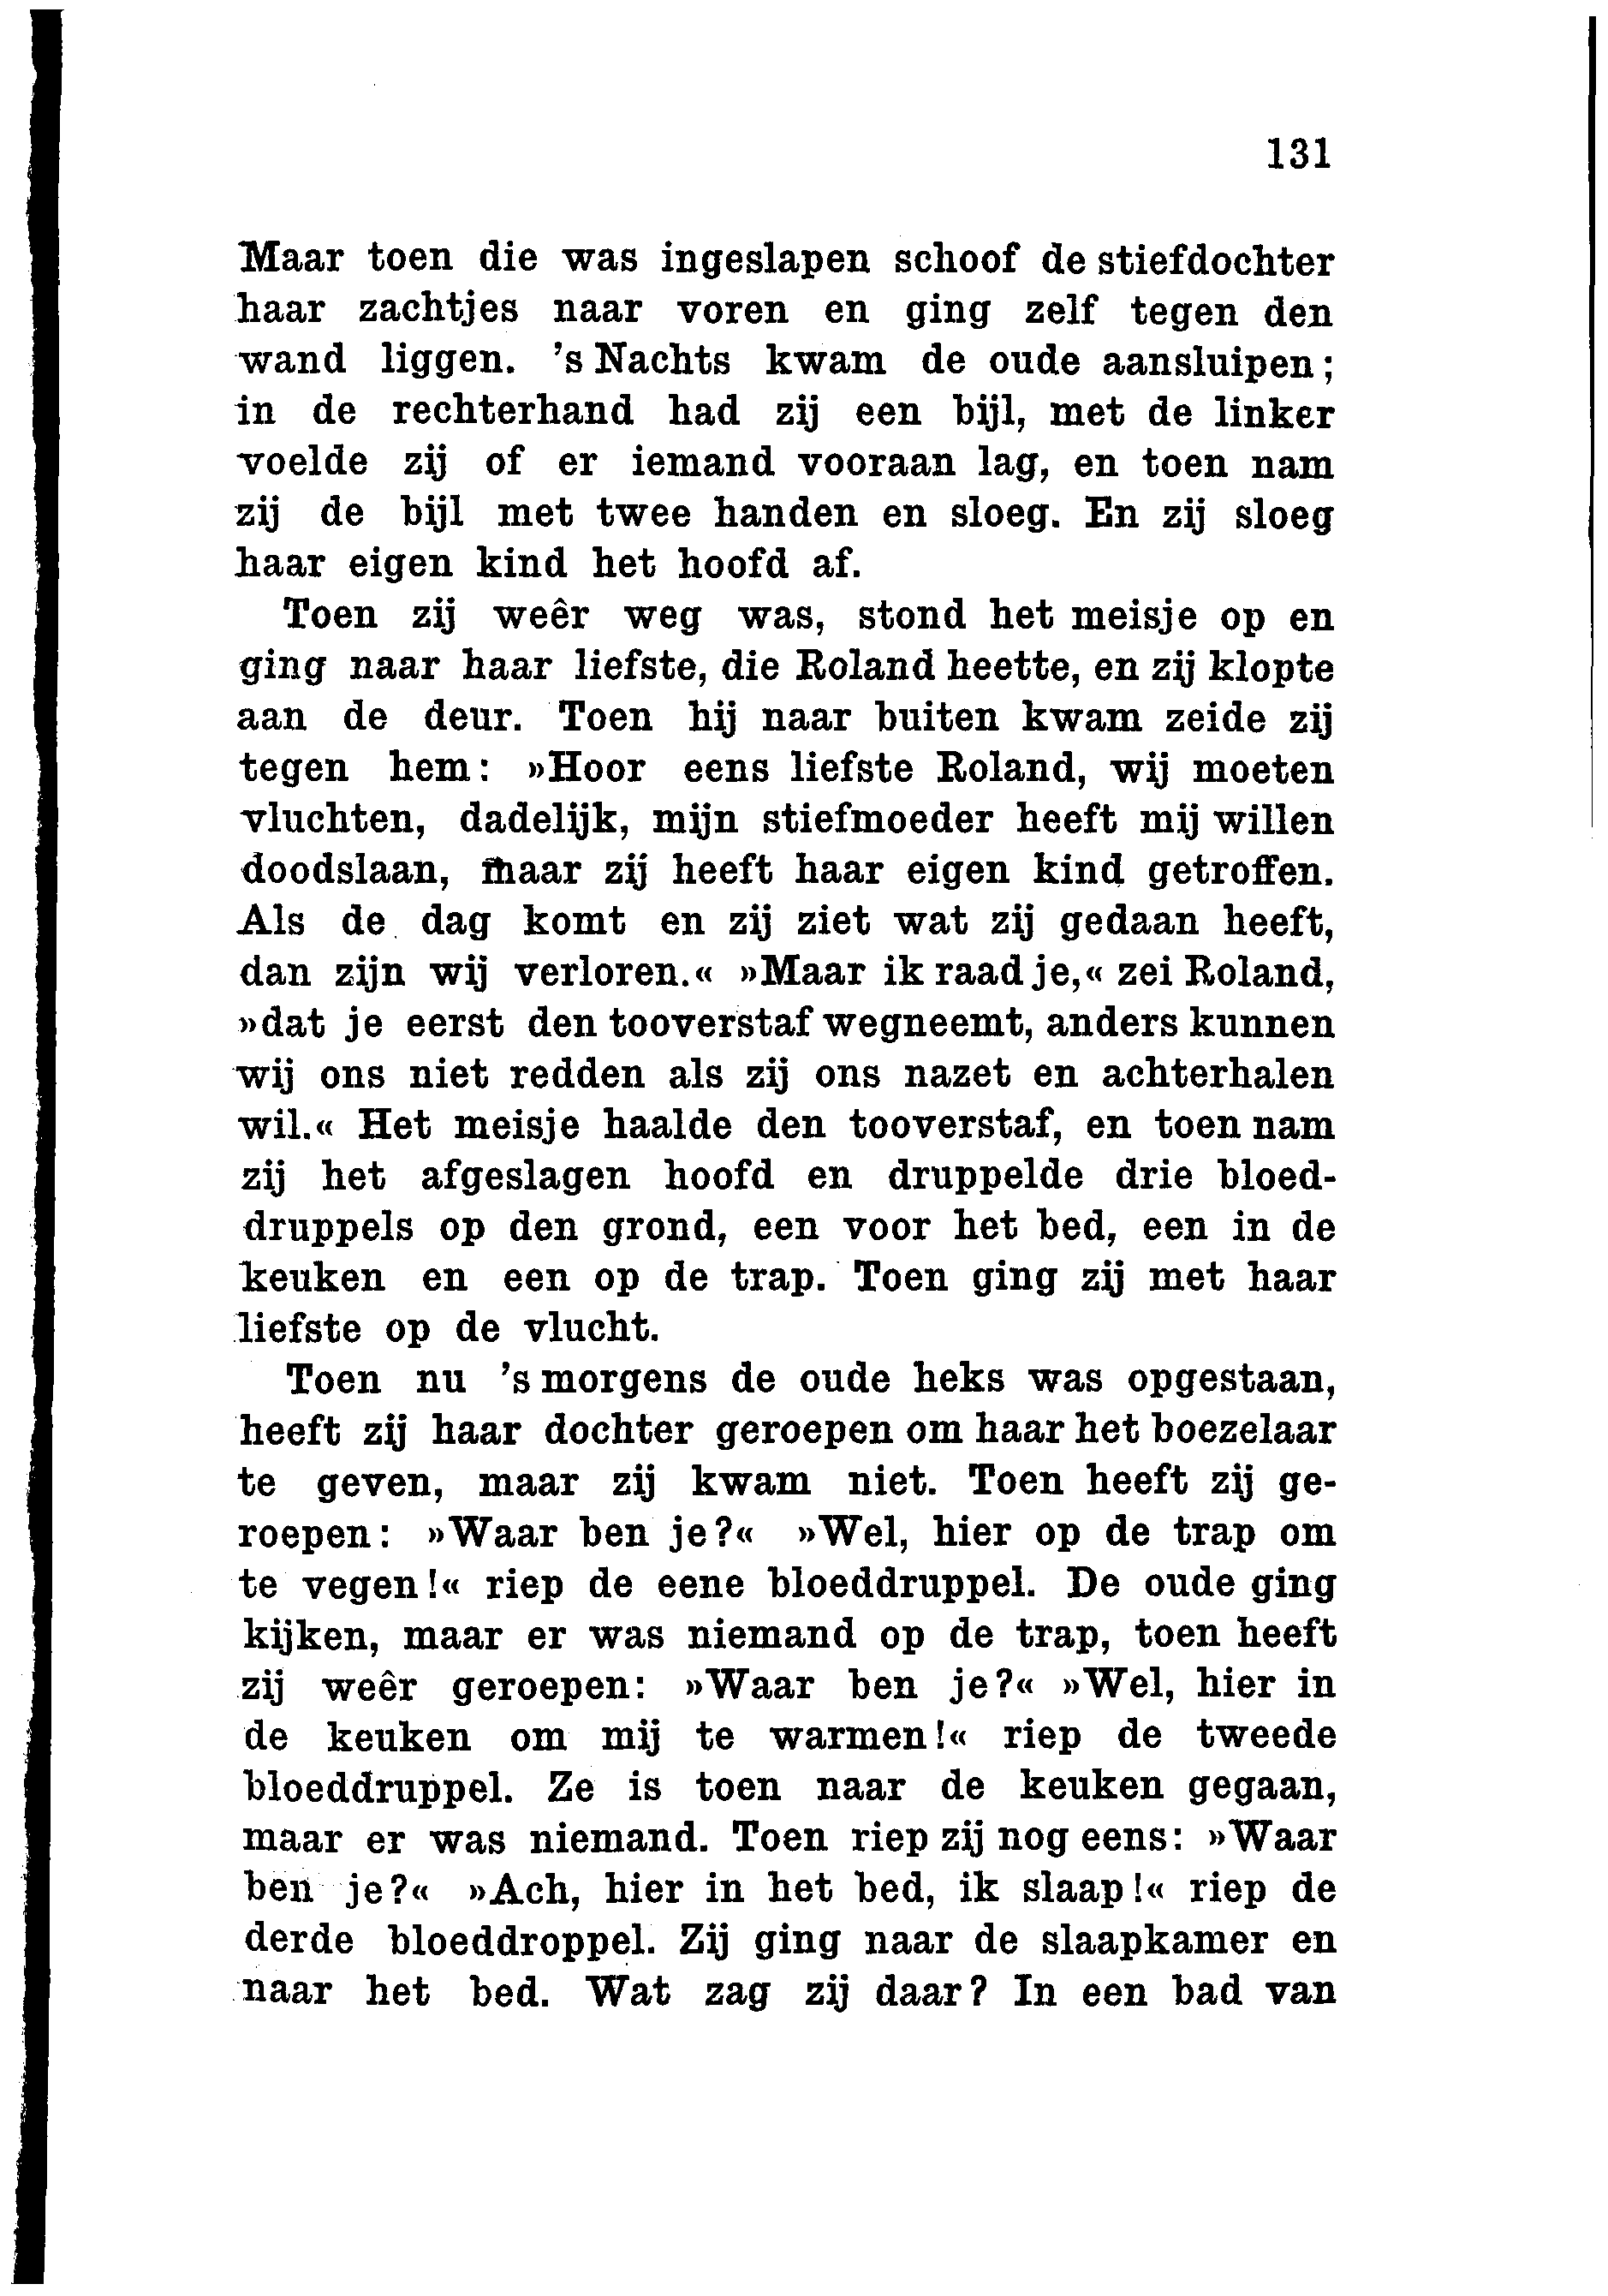 131
Maar toen die was ingeslapen schoof de stiefdochter
haar zachtjes naar voren en ging zelf tegen den
wand liggen. 's Nachts kwam de oude aansluipen;
in de rechterhand had zij een bijl, met de linker
voelde zij of er iemand vooraan lag, en toen nam
zij de bijl met twee handen en sloeg. En zij sloeg
haar eigen kind het hoofd af.
Toen zij weêr weg was, stond het meisje op en
ging naar haar liefste, die Roland heette, en zij klopte
aan de deur. Toen hij naar buiten kwam zeide zij
tegen hem: »Hoor eens liefste Roland, wij moeten
vluchten, dadelijk, mijn stiefmoeder heeft mij willen
doodslaan, maar zij heeft haar eigen kind getroffen.
Als de dag komt en zij ziet wat zij gedaan heeft,
dan zijn wij verloren.« »Maar ik raad je,« zei Roland,
»dat je eerst den tooverstaf wegneemt, anders kunnen
wij ons niet redden als zij ons nazet en achterhalen
wil.« Het meisje haalde den tooverstaf, en toen nam
zij het afgeslagen hoofd en druppelde drie bloed-
druppels op den grond, een voor het bed, een in de
keuken en een op de trap. Toen ging zij met haar
liefste op de vlucht.
Toen nu 's morgens de oude heks was opgestaan,
heeft zij haar dochter geroepen om haar het boezelaar
te geven, maar zij kwam niet. Toen heeft zij ge-
roepen: »Waar ben je?« »Wel, hier op de trap om
te vegen!« riep de eene bloeddruppel. De oude ging
kijken, maar er was niemand op de trap, toen heeft
zij weêr geroepen: »Waar ben je?« »Wel, hier in
de keuken om mij te warmen!« riep de tweede
bloeddruppel. Ze is toen naar de keuken gegaan,
maar er was niemand. Toen riep zij nog eens: »Waar
ben je?« »Ach, hier in het bed, ik slaap!« riep de
derde bloeddroppel. Zij ging naar de slaapkamer en
naar het bed. Wat zag zij daar? In een bad van